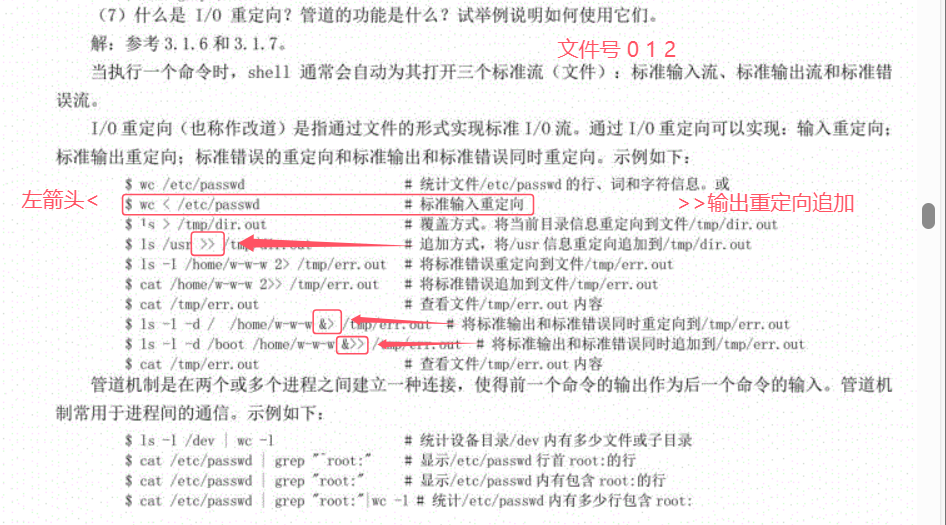 (7) 什么是 I/O 重定向？管道的功能是什么？试举例说明如何使用它们。
解：参考 3.1.6 和 3.1.7。
文件号 0 1 2
当执行一个命令时，shell 通常会自动为其打开三个标准流（文件）：标准输入流、标准输出流和标准错
误流。
I/O 重定向（也称作改道）是指通过文件的形式实现标准 I/O 流。通过 I/O 重定向可以实现：输入重定向；
标准输出重定向；标准错误的重定向和标准输出和标准错误同时重定向。示例如下：
$ wc /etc/passwd # 统计文件/etc/passwd 的行、词和字符信息。或
左箭头<
$ wc < /etc/passwd # 标准输入重定向
>>输出重定向追加
$ ls > /tmp/dir.out # 覆盖方式。将当前目录信息重定向到文件/tmp/dir.out
$ ls /usr >> /tmp/dir.out # 追加方式，将/usr 信息重定向追加到/tmp/dir.out
$ ls -l /home/w-w-w 2> /tmp/err.out # 将标准错误重定向到文件/tmp/err.out
$ cat /home/w-w-w 2>> /tmp/err.out # 将标准错误追加到文件/tmp/err.out
$ cat /tmp/err.out # 查看文件/tmp/err.out 内容
$ ls -l -d / /home/w-w-w &> /tmp/err.out # 将标准输出和标准错误同时重定向到/tmp/err.out
$ ls -l -d /boot /home/w-w-w &>> /tmp/err.out # 将标准输出和标准错误同时追加到/tmp/err.out
$ cat /tmp/err.out # 查看文件/tmp/err.out 内容
管道机制是在两个或多个进程之间建立一种连接，使得前一个命令的输出作为后一个命令的输入。管道机
制常用于进程间的通信。示例如下：
$ ls -l /dev | wc -l # 统计设备目录/dev 内有多少文件或子目录
$ cat /etc/passwd | grep "^root:" # 显示/etc/passwd 行首 root:的行
$ cat /etc/passwd | grep "root:" # 显示/etc/passwd 内有包含 root:的行
$ cat /etc/passwd | grep "root:"|wc -l # 统计/etc/passwd 内有多少行包含 root: